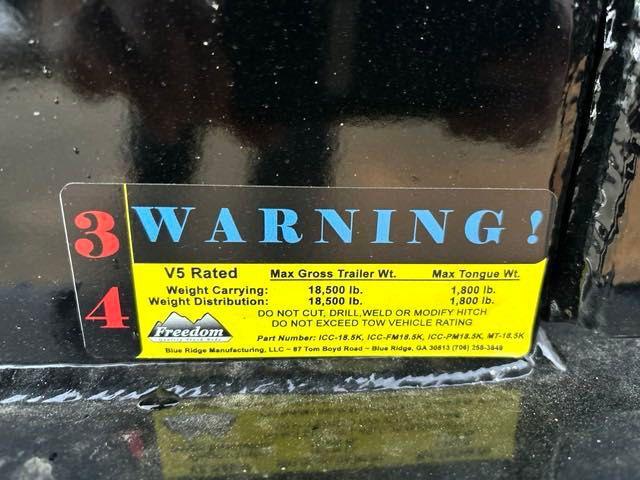 3 WARNING!
4
V5 Rated Max Gross Trailer Wt. Max Tongue Wt.
Weight Carrying: 18,500 lb. 1,800 lb.
Weight Distribution: 18,500 lb. 1,800 lb.
DO NOT CUT, DRILL,WELD OR MODIFY HITCH
DO NOT EXCEED TOW VEHICLE RATING
Freedom
Part Number: ICC-18.5K, ICC-FM18.5K, ICC-PM18.5K, MT-18.5K
Blue Ridge Manufacturing, LLC ~ 87 Tom Boyd Road ~ Blue Ridge, GA 30513 (706) 258-3848